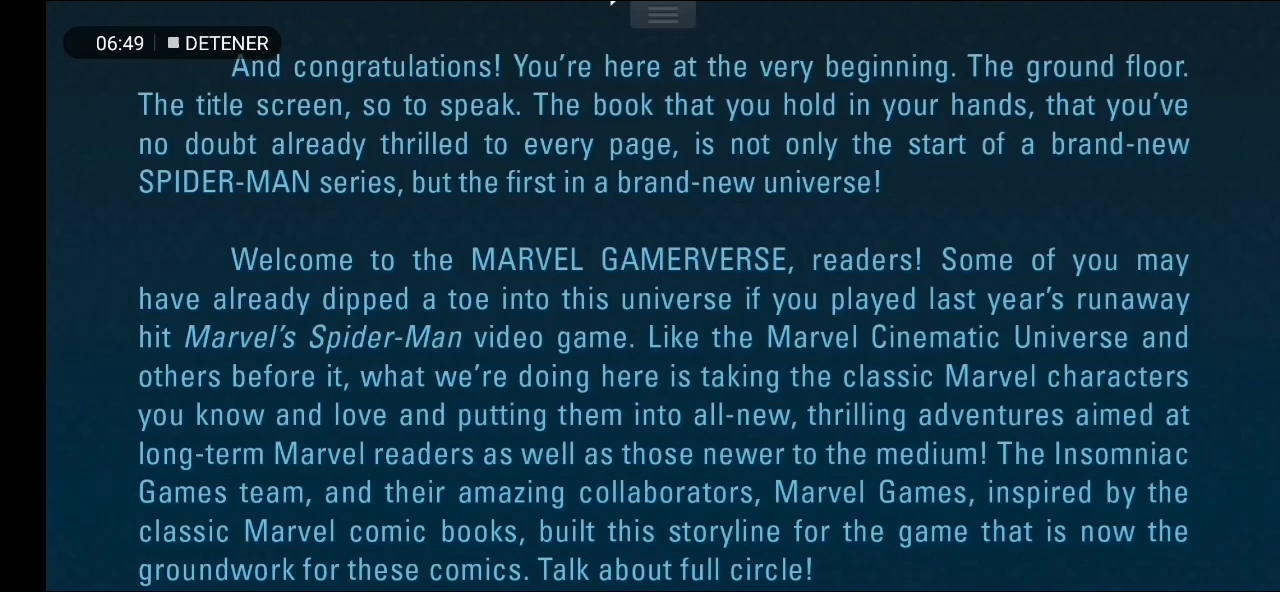 06:49 DETENER
And congratulations! You're here at the very beginning. The ground floor.
The title screen, so to speak. The book that you hold in your hands, that you've
no doubt already thrilled to every page, is not only the start of a brand-new
SPIDER-MAN series, but the first in a brand-new universe!
Welcome to the MARVEL GAMERVERSE, readers! Some of you may
have already dipped a toe into this universe if you played last year's runaway
hit Marvel's Spider-Man video game. Like the Marvel Cinematic Universe and
others before it, what we're doing here is taking the classic Marvel characters
you know and love and putting them into all-new, thrilling adventures aimed at
long-term Marvel readers as well as those newer to the medium! The Insomniac
Games team, and their amazing collaborators, Marvel Games, inspired by the
classic Marvel comic books, built this storyline for the game that is now the
groundwork for these comics. Talk about full circle!